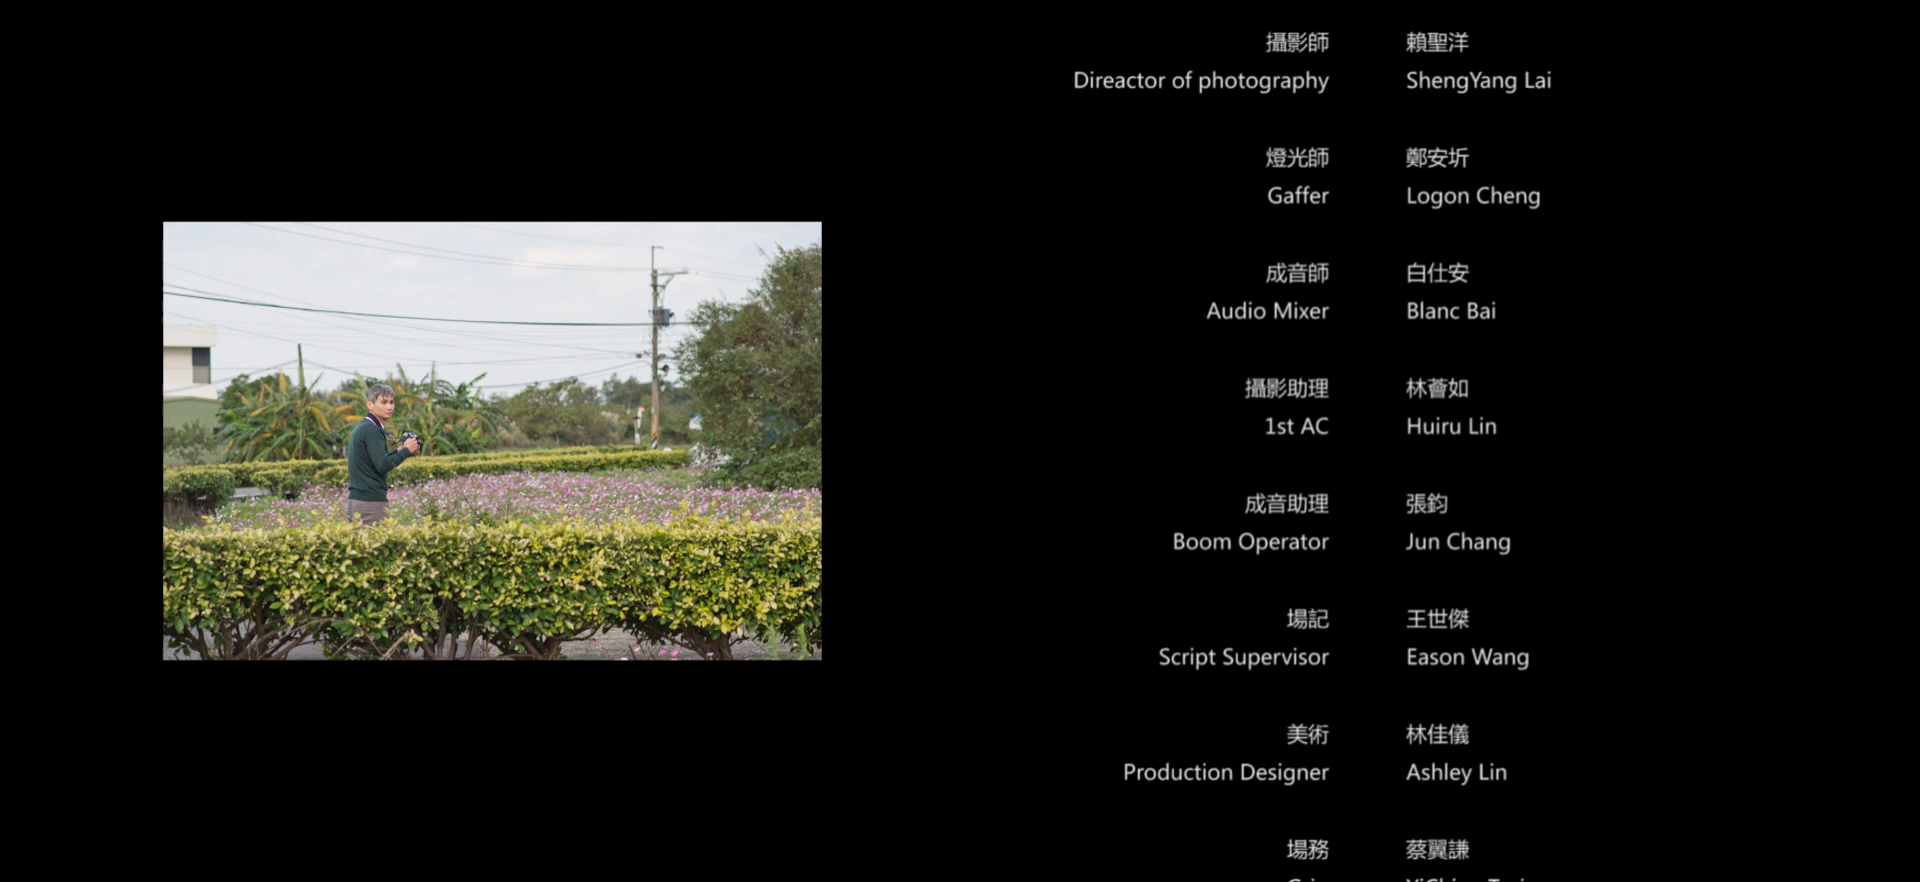 攝影師 賴聖洋
Direactor of photography ShengYang Lai
燈光師 鄭安圻
Gaffer Logon Cheng
成音師 白仕安
Audio Mixer Blanc Bai
攝影助理 林薈如
1st AC Huiru Lin
成音助理 張鈞
Boom Operator Jun Chang
場記 王世傑
Script Supervisor Eason Wang
美術 林佳儀
Production Designer Ashley Lin
場務 蔡翼謙